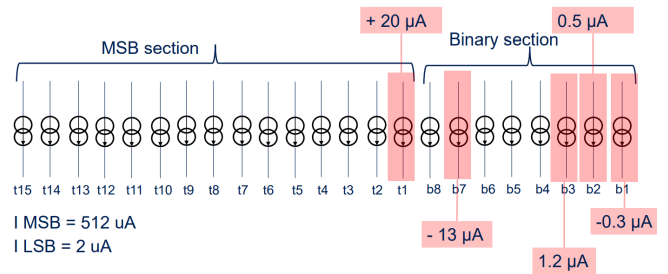 + 20 µA
0.5 µA
MSB section
Binary section
t15 t14 t13 t12 t11 t10 t9 t8 t7 t6 t5 t4 t3 t2 t1 b8 b7 b6 b5 b4 b3 b2 b1
I MSB = 512 uA
I LSB = 2 uA
- 13 µA
-0.3 µA
1.2 µA